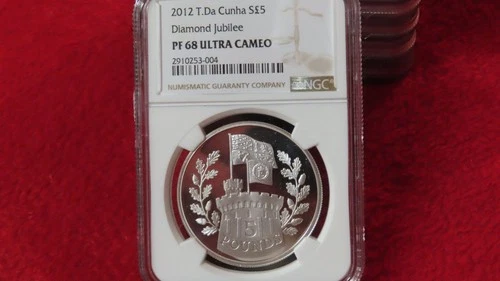 2012 T.Da Cunha S£5
Diamond Jubilee
PF 68 ULTRA CAMEO
2910253-004
NUMISMATIC GUARANTY COMPANY
NGC
5
POUNDS